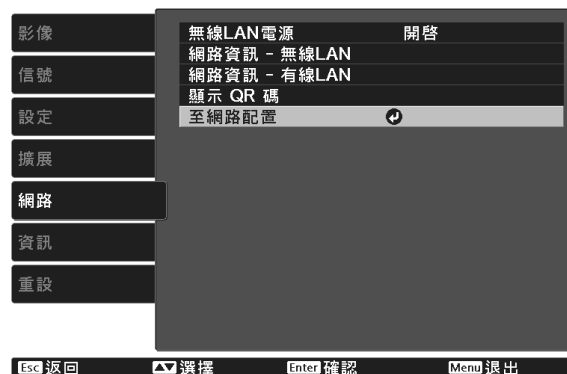 影像
信號
設定
擴展
網路
資訊
重設
無線LAN電源 開啓
網路資訊 - 無線LAN
網路資訊 - 有線LAN
顯示 QR 碼
至網路配置
Esc 返回 選擇 Enter 確認 Menu 退出